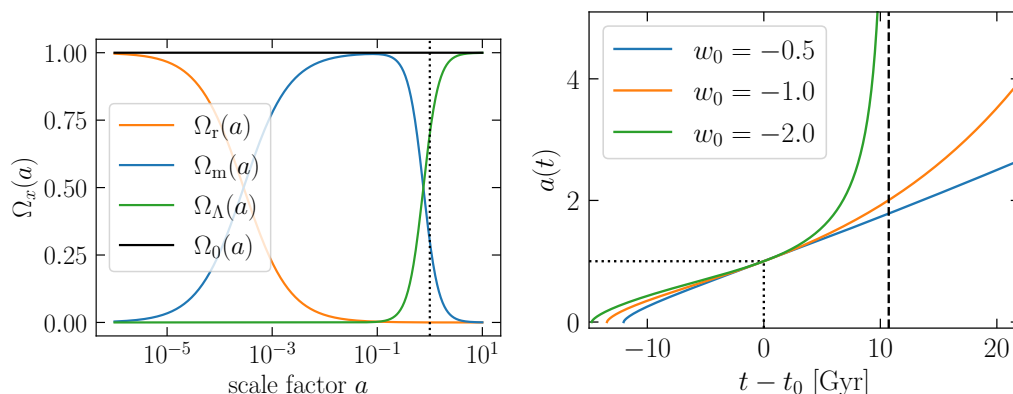 1.00
0.75
0.50
0.25
0.00
Ωₓ(a)
Ωᵣ(a)
Ωₘ(a)
Ω_Λ(a)
Ω₀(a)
10⁻⁵
10⁻³
10⁻¹
10¹
scale factor a
4
2
0
a(t)
w₀ = −0.5
w₀ = −1.0
w₀ = −2.0
−10
0
10
20
t − t₀ [Gyr]